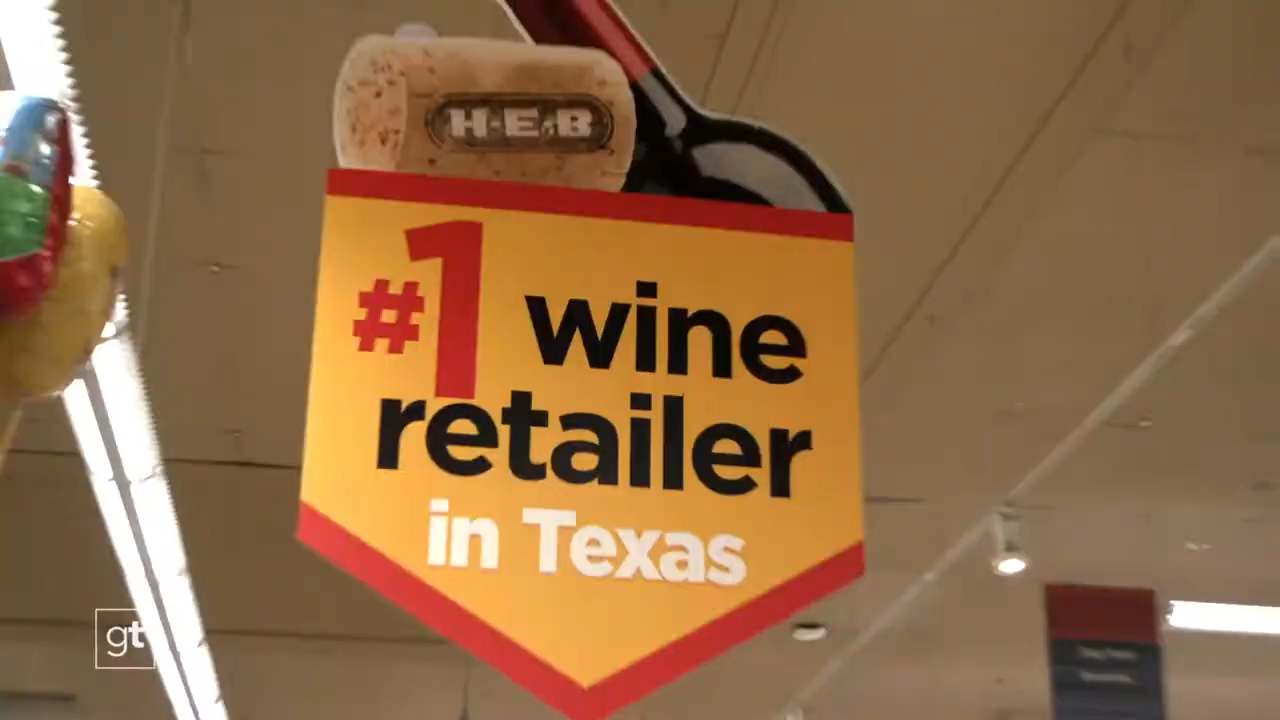 H-E-B
#1 wine
retailer
in Texas
gt